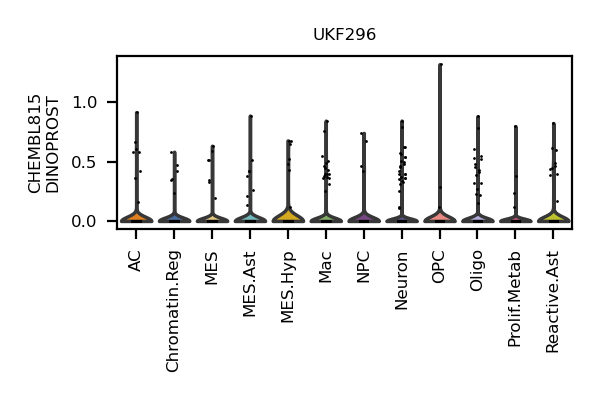 UKF296
CHEMBL815
DINOPROST
1.0
0.5
0.0
AC
Chromatin.Reg
MES
MES.Ast
MES.Hyp
Mac
NPC
Neuron
OPC
Oligo
Prolif.Metab
Reactive.Ast